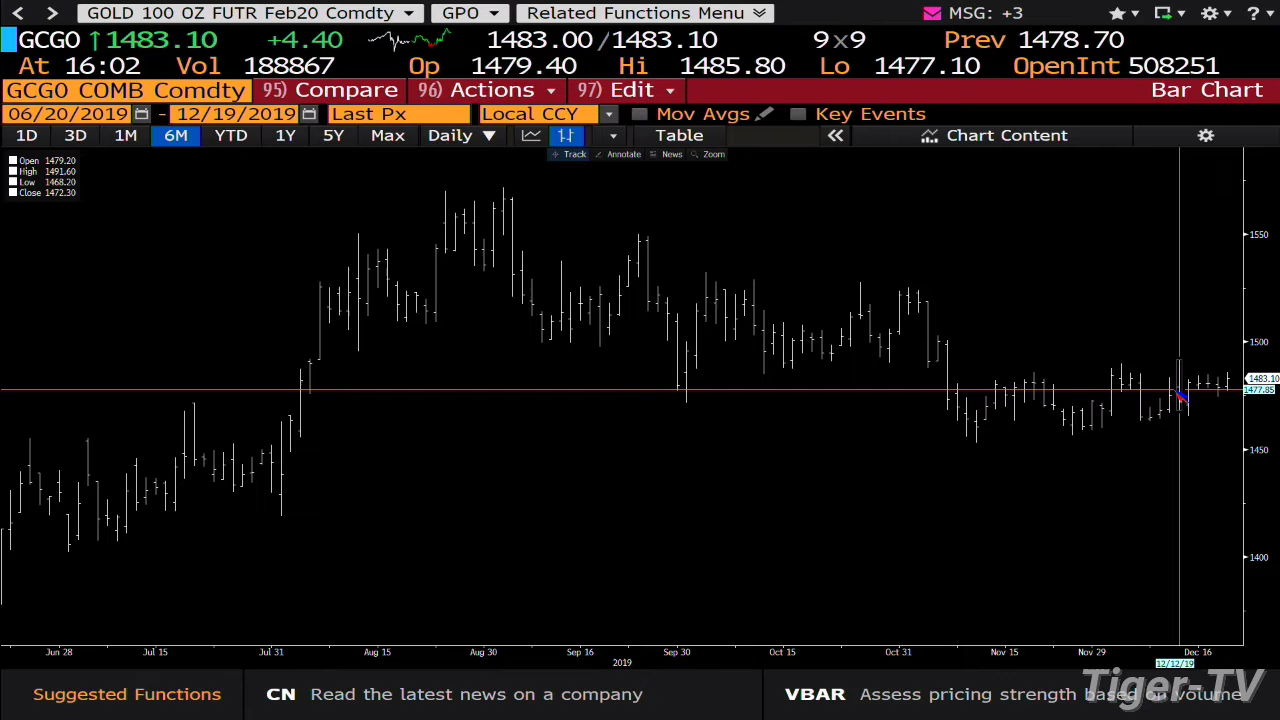 GOLD 100 OZ FUTR Feb20 Comdty GPO Related Functions Menu MSG: +3
GCG0 ↑1483.10 +4.40 1483.00/1483.10 9x9 Prev 1478.70
At 16:02 Vol 188867 Op 1479.40 Hi 1485.80 Lo 1477.10 OpenInt 508251
GCG0 COMB Comdty 95) Compare 96) Actions 97) Edit Bar Chart
06/20/2019 - 12/19/2019 Last Px Local CCY Mov Avgs Key Events
1D 3D 1M 6M YTD 1Y 5Y Max Daily ▼ Table « Chart Content
Track Annotate News Zoom
Open 1479.20
High 1491.60
Low 1468.20
Close 1472.30
1550
1500
1483.10
1477.85
1450
1400
Jun 28 Jul 15 Jul 31 Aug 15 Aug 30 Sep 16 Sep 30 Oct 15 Oct 31 Nov 15 Nov 29 Dec 16
2019 12/12/19
Suggested Functions CN Read the latest news on a company VBAR Assess pricing strength based on volume
Tiger-TV